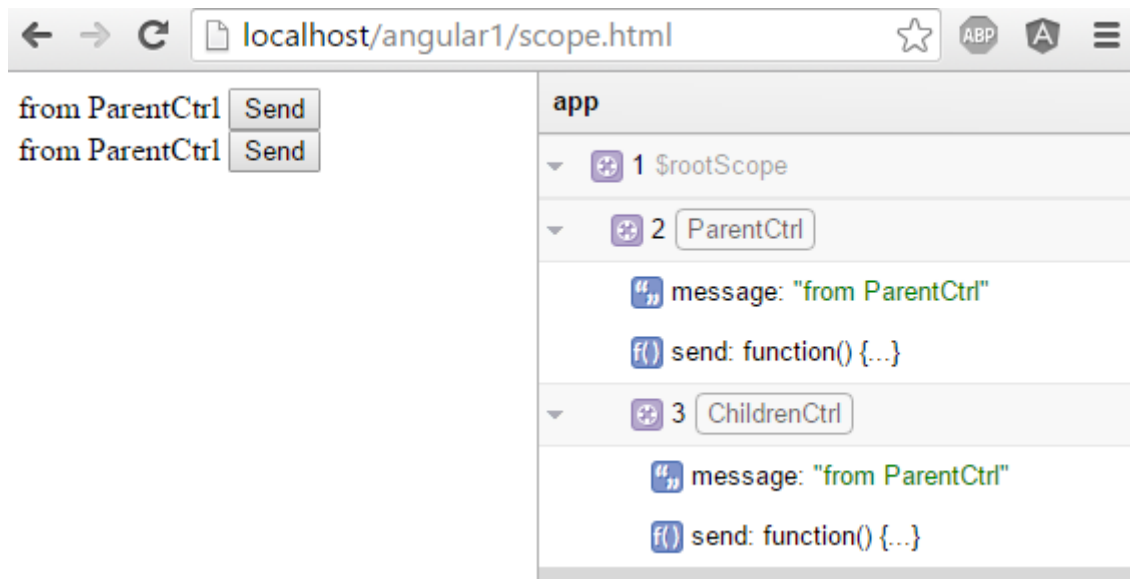 localhost/angular1/scope.html ABP A
from ParentCtrl Send
from ParentCtrl Send
app
1 $rootScope
2 ParentCtrl
“„ message: "from ParentCtrl"
f() send: function() {...}
3 ChildrenCtrl
“„ message: "from ParentCtrl"
f() send: function() {...}